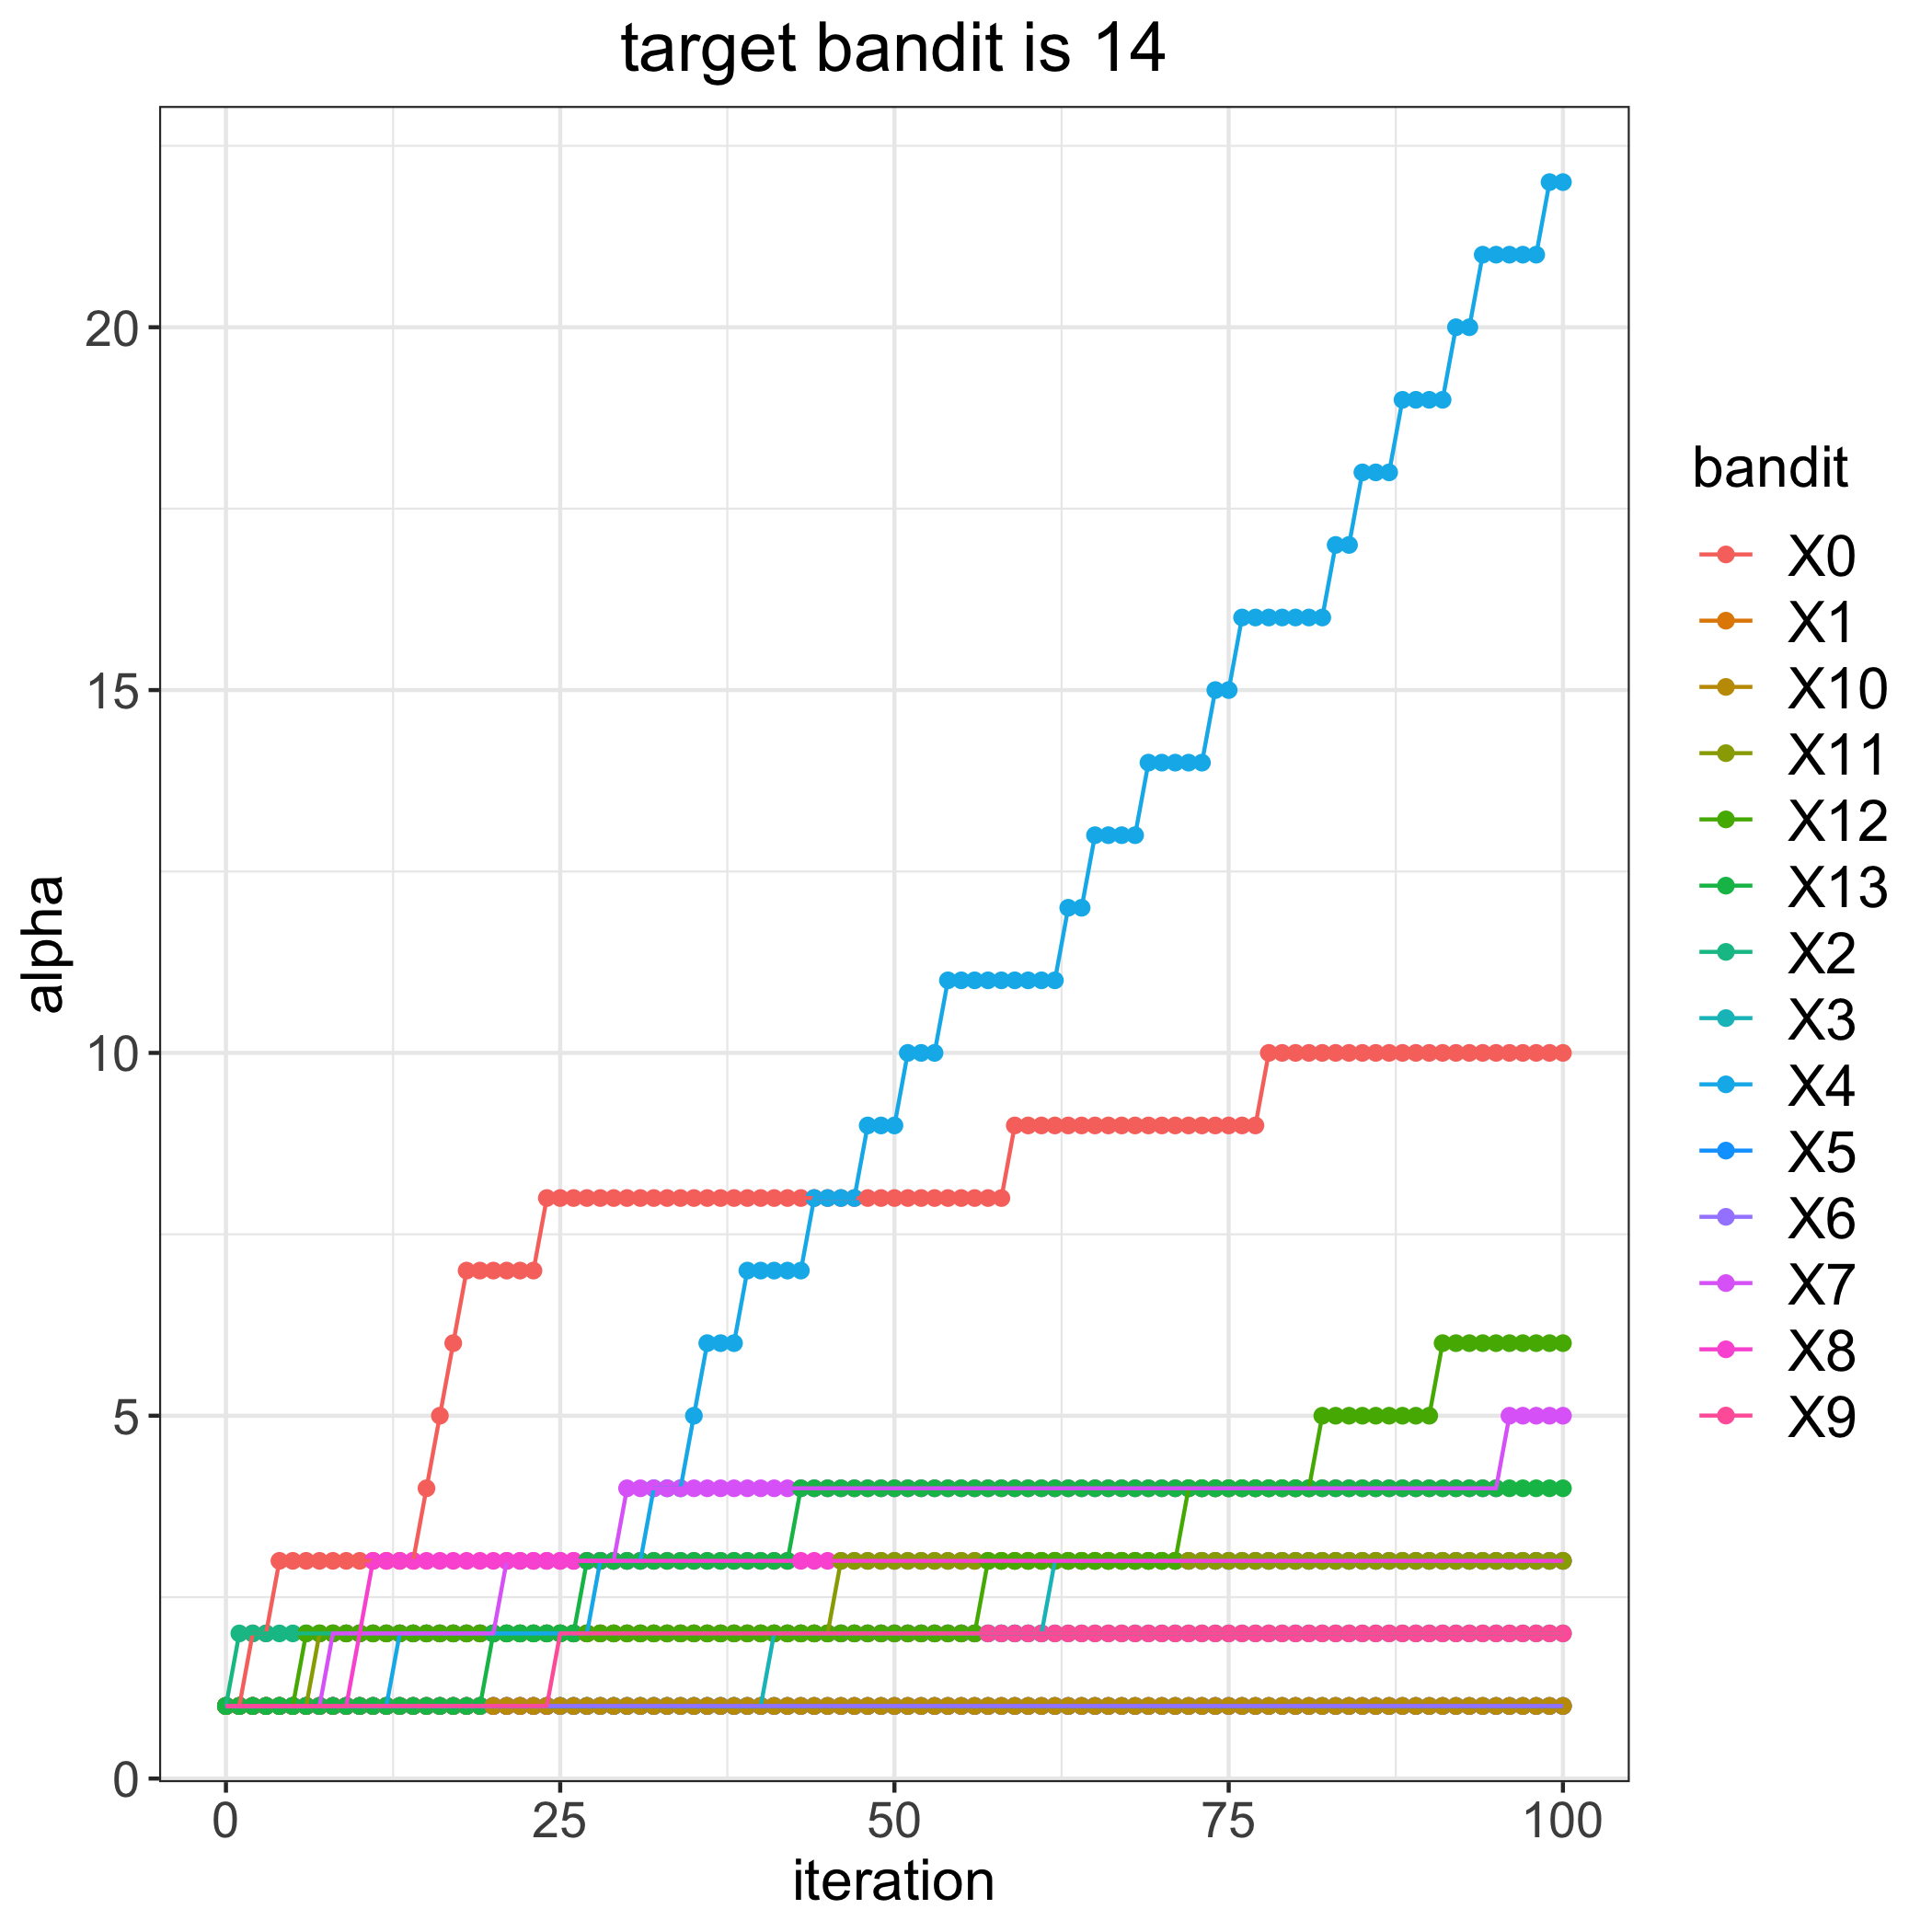 target bandit is 14
alpha
20
15
10
5
0
0 25 50 75 100
iteration
bandit
X0
X1
X10
X11
X12
X13
X2
X3
X4
X5
X6
X7
X8
X9